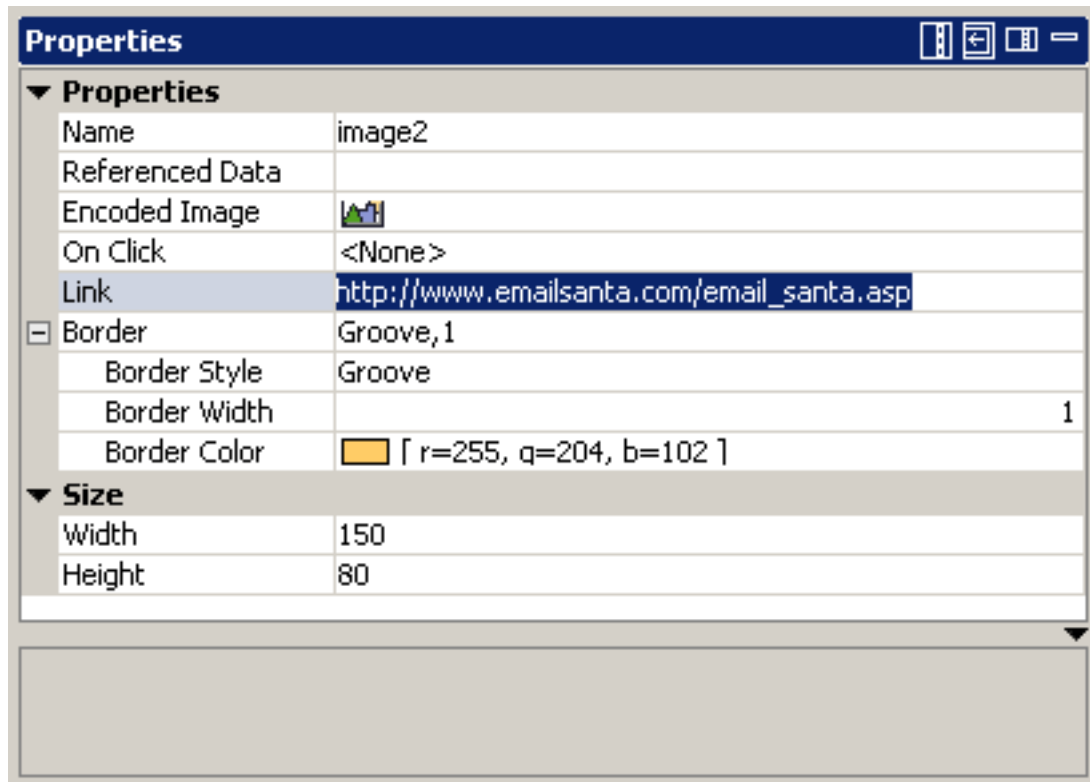 Properties
Properties
Name image2
Referenced Data
Encoded Image
On Click <None>
Link http://www.emailsanta.com/email_santa.asp
Border Groove,1
Border Style Groove
Border Width 1
Border Color [ r=255, g=204, b=102 ]
Size
Width 150
Height 80